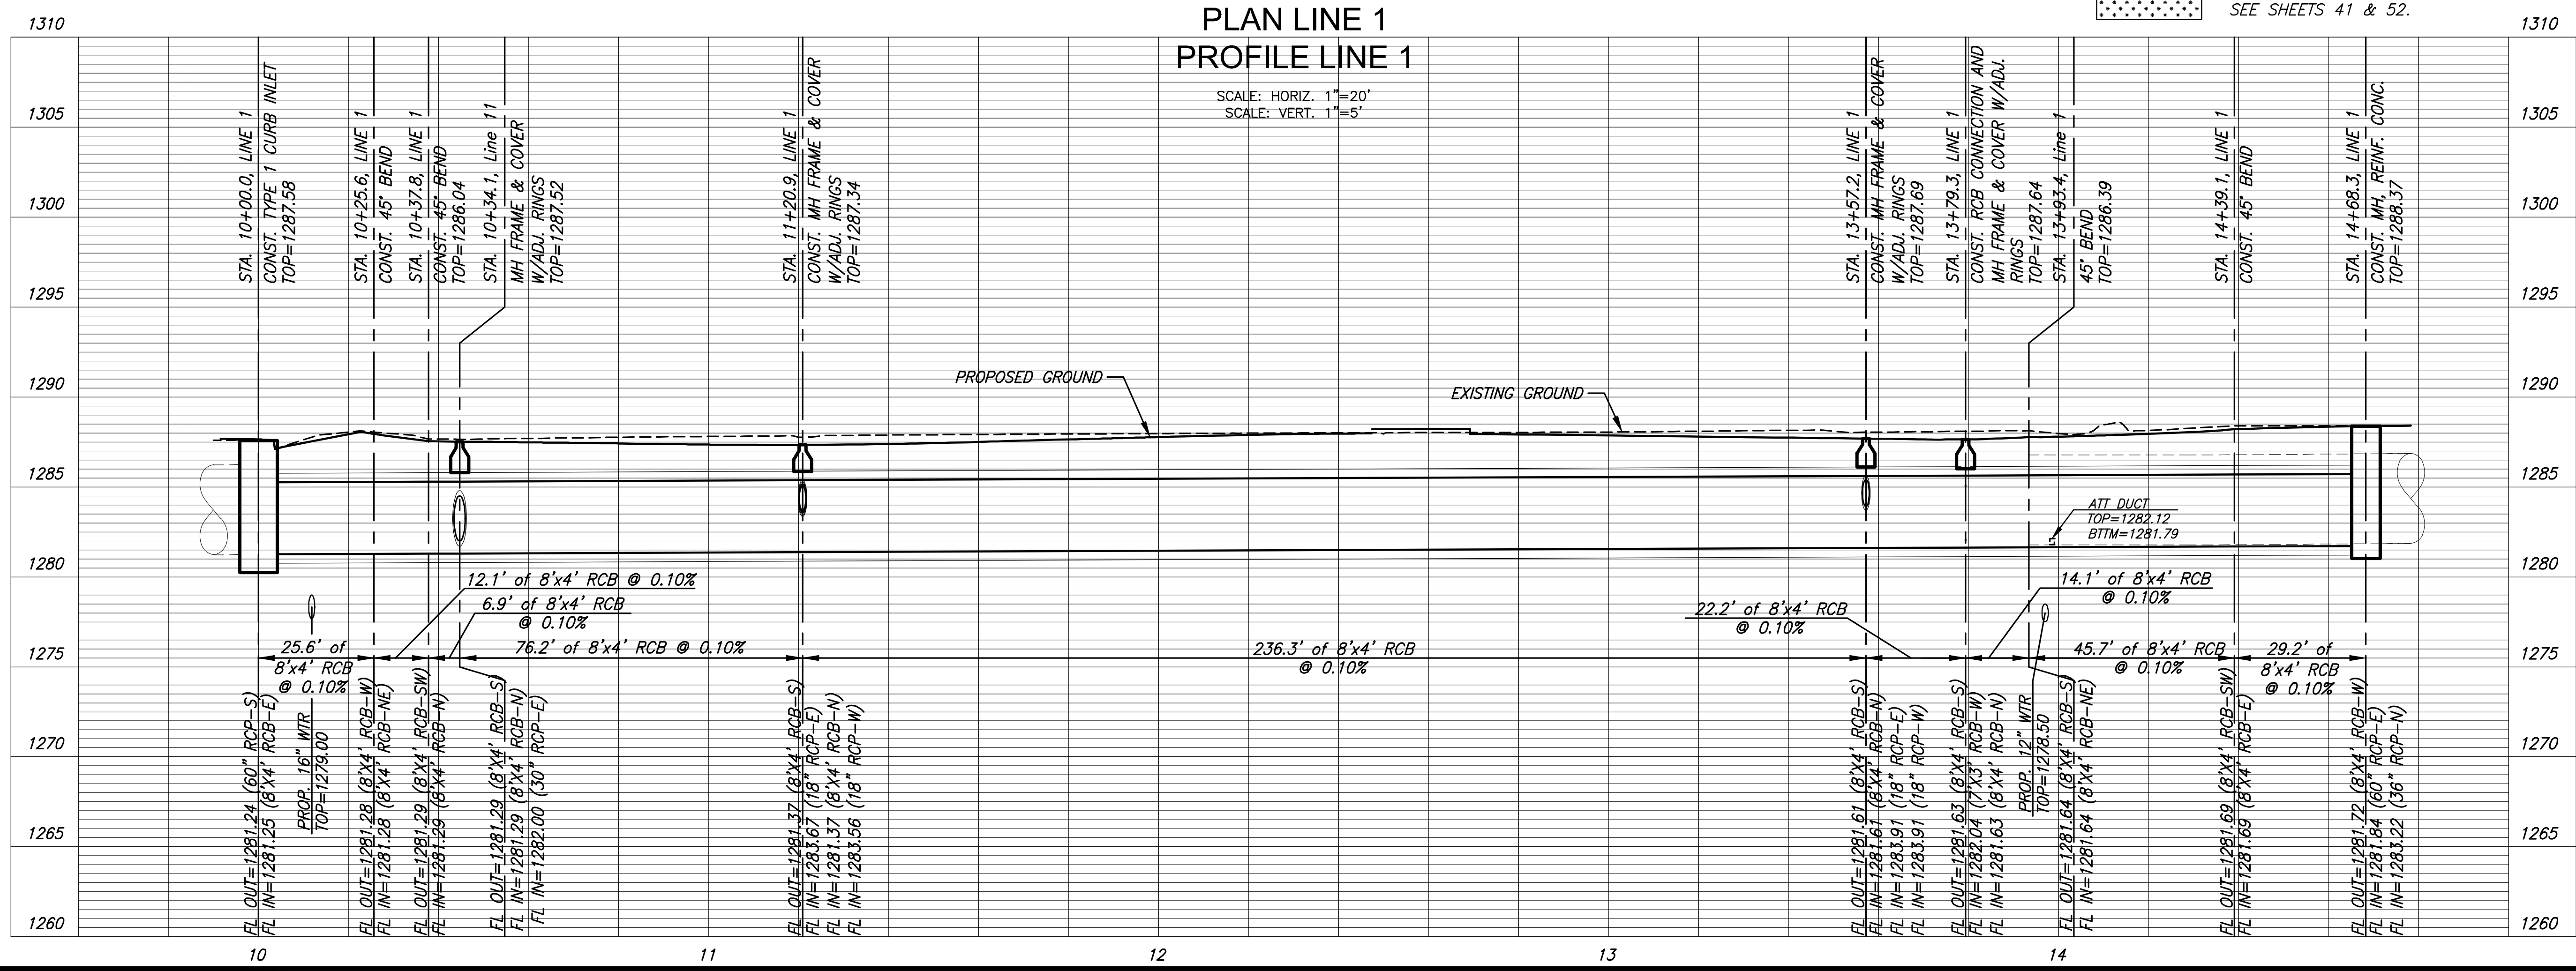 PLAN LINE 1
PROFILE LINE 1
SCALE: HORIZ. 1"=20'
SCALE: VERT. 1"=5'
SEE SHEETS 41 & 52.
1310
1305
1300
1295
1290
1285
1280
1275
1270
1265
1260
1310
1305
1300
1295
1290
1285
1280
1275
1270
1265
1260
STA. 10+00.0, LINE 1
CONST. TYPE 1 CURB INLET
TOP=1287.58
STA. 10+25.6, LINE 1
CONST. 45° BEND
STA. 10+37.8, LINE 1
CONST. 45° BEND
TOP=1286.04
STA. 10+34.1, Line 11
MH FRAME & COVER
W/ADJ. RINGS
TOP=1287.52
STA. 11+20.9, LINE 1
CONST. MH FRAME & COVER
W/ADJ. RINGS
TOP=1287.34
STA. 13+57.2, LINE 1
CONST. MH FRAME & COVER
W/ADJ. RINGS
TOP=1287.69
STA. 13+79.3, LINE 1
CONST. RCB CONNECTION AND
MH FRAME & COVER W/ADJ.
RINGS
TOP=1287.64
STA. 13+93.4, Line 1
45° BEND
TOP=1286.39
STA. 14+39.1, LINE 1
CONST. 45° BEND
STA. 14+68.3, LINE 1
CONST. MH, REINF. CONC.
TOP=1288.37
PROPOSED GROUND
EXISTING GROUND
ATT DUCT
TOP=1282.12
BTTM=1281.79
12.1' of 8'x4' RCB @ 0.10%
6.9' of 8'x4' RCB
@ 0.10%
25.6' of
8'x4' RCB
@ 0.10%
76.2' of 8'x4' RCB @ 0.10%
236.3' of 8'x4' RCB
@ 0.10%
22.2' of 8'x4' RCB
@ 0.10%
14.1' of 8'x4' RCB
@ 0.10%
45.7' of 8'x4' RCB
@ 0.10%
29.2' of
8'x4' RCB
@ 0.10%
FL OUT=1281.24 (60" RCP-S)
FL IN=1281.25 (8'X4' RCB-E)
PROP. 16" WTR
TOP=1279.00
FL OUT=1281.28 (8'X4' RCB-W)
FL IN=1281.28 (8'X4' RCB-NE)
FL OUT=1281.29 (8'X4' RCB-SW)
FL IN=1281.29 (8'X4' RCB-N)
FL OUT=1281.29 (8'X4' RCB-S)
FL IN=1281.29 (8'X4' RCB-N)
FL IN=1282.00 (30" RCP-E)
FL OUT=1281.37 (8'X4' RCB-S)
FL IN=1283.67 (18" RCP-E)
FL IN=1281.37 (8'X4' RCB-N)
FL IN=1283.56 (18" RCP-W)
FL OUT=1281.61 (8'X4' RCB-S)
FL IN=1281.61 (8'X4' RCB-N)
FL IN=1283.91 (18" RCP-E)
FL IN=1283.91 (18" RCP-W)
FL OUT=1281.63 (8'X4' RCB-S)
FL IN=1282.04 (7'X3' RCB-W)
FL IN=1281.63 (8'X4' RCB-N)
PROP. 12" WTR
TOP=1278.50
FL OUT=1281.64 (8'X4' RCB-S)
FL IN=1281.64 (8'X4' RCB-NE)
FL OUT=1281.69 (8'X4' RCB-SW)
FL IN=1281.69 (8'X4' RCB-E)
FL OUT=1281.72 (8'X4' RCB-W)
FL IN=1281.84 (60" RCP-E)
FL IN=1283.22 (36" RCP-N)
10
11
12
13
14